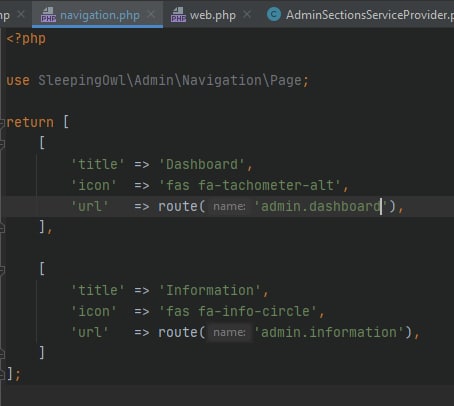 hp × navigation.php × web.php × AdminSectionsServiceProvider.p
<?php
use SleepingOwl\Admin\Navigation\Page;
return [
[
'title' => 'Dashboard',
'icon' => 'fas fa-tachometer-alt',
'url' => route( name: 'admin.dashboard'),
],
[
'title' => 'Information',
'icon' => 'fas fa-info-circle',
'url' => route( name: 'admin.information'),
]
];